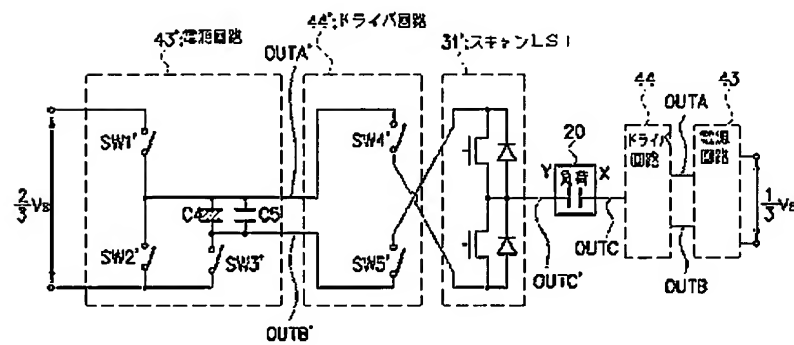 43':電源回路
44':ドライバ回路
OUTA'
31':スキャンLSI
SW1'
SW2'
SW3'
C4
C5
2/3 Vs
OUTB'
SW4'
SW5'
20
Y 負荷 X
OUTC'
OUTC
44
ドライバ
回路
OUTA
43
電源
回路
OUTB
1/3 Vs